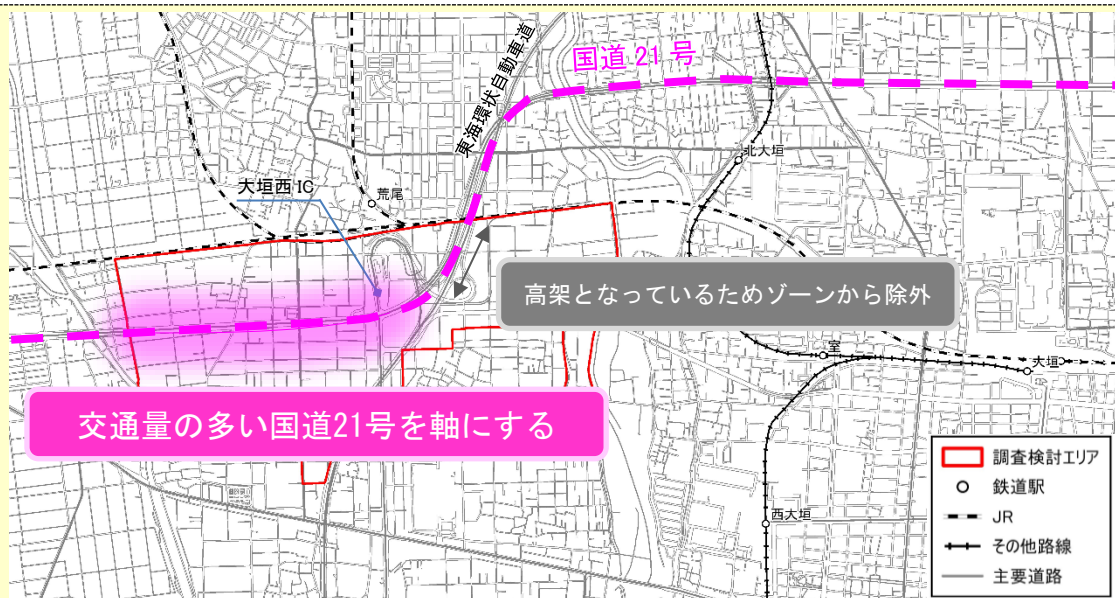 国道 21 号
東海環状自動車道
北大垣
大垣西 IC
荒尾
高架となっているためゾーンから除外
室
大垣
交通量の多い国道21号を軸にする
西大垣
調査検討エリア
鉄道駅
JR
その他路線
主要道路